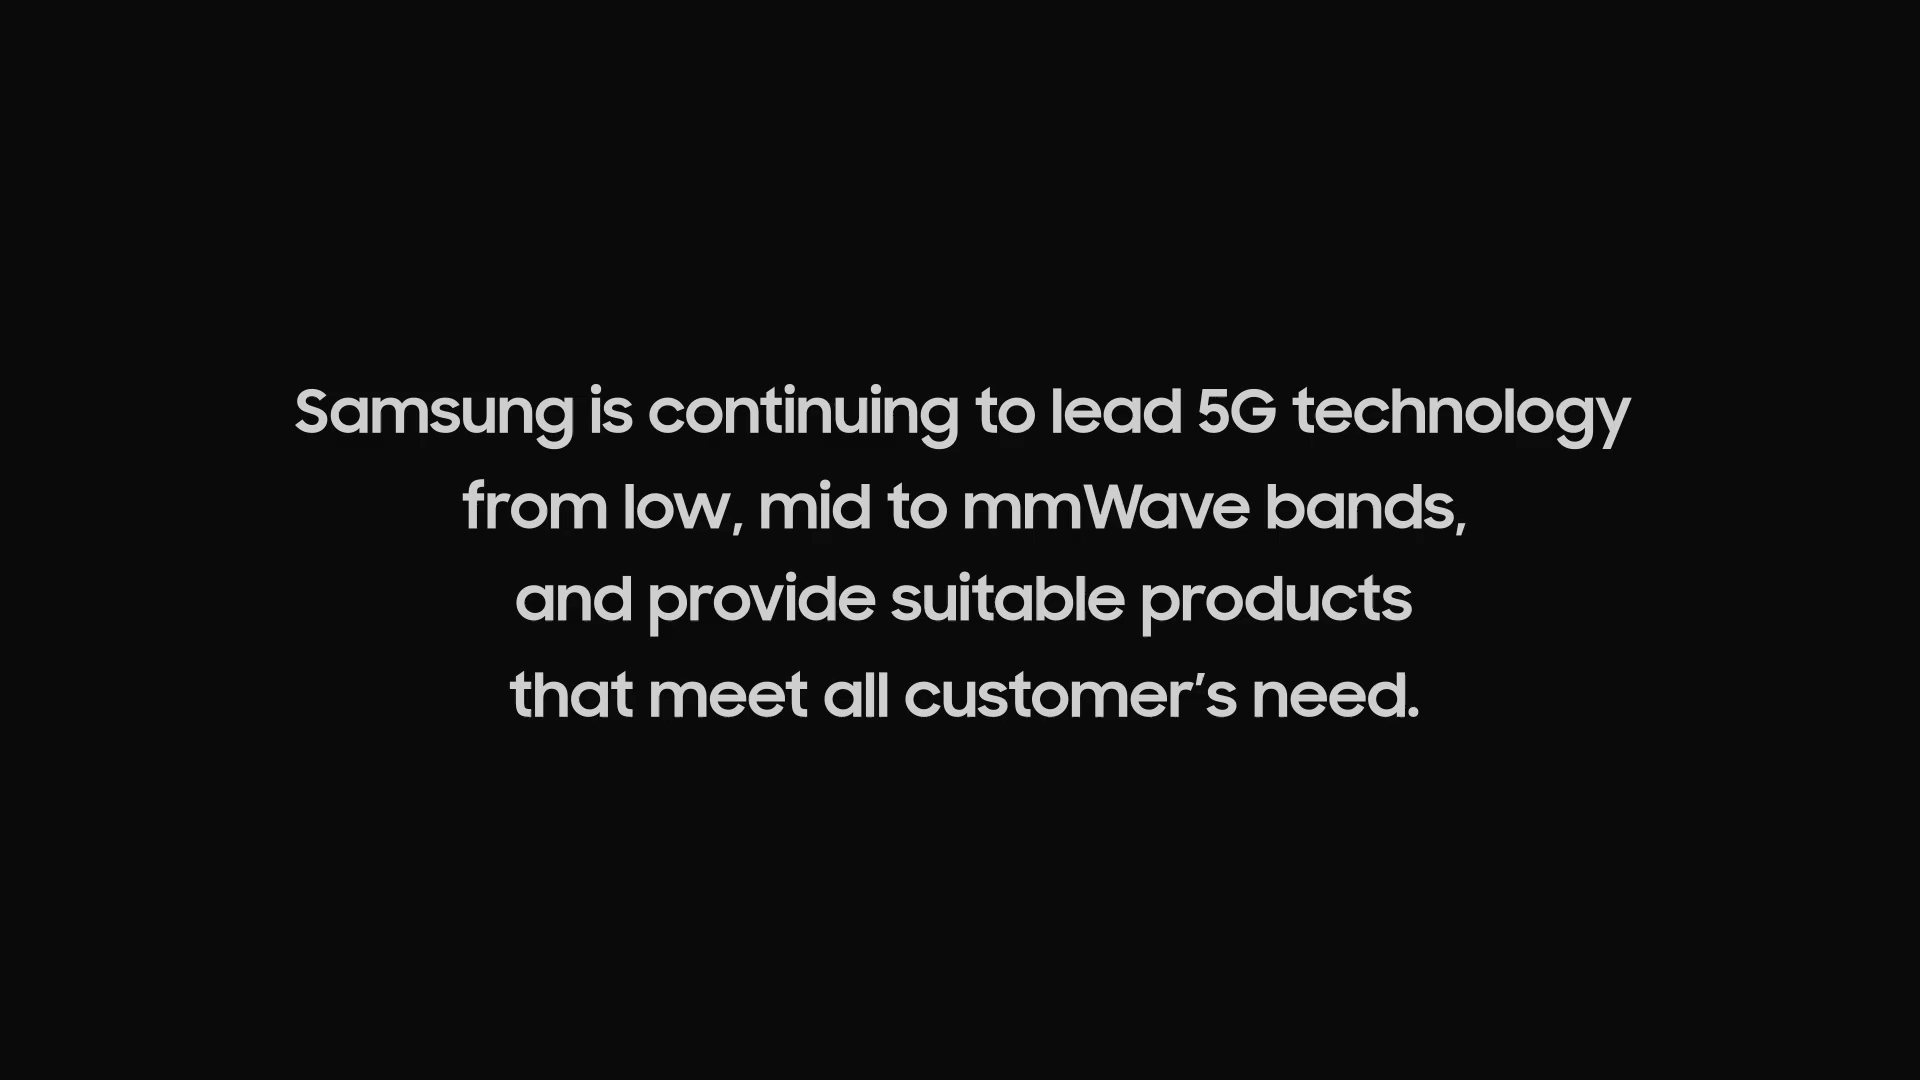 Samsung is continuing to lead 5G technology
from low, mid to mmWave bands,
and provide suitable products
that meet all customer’s need.